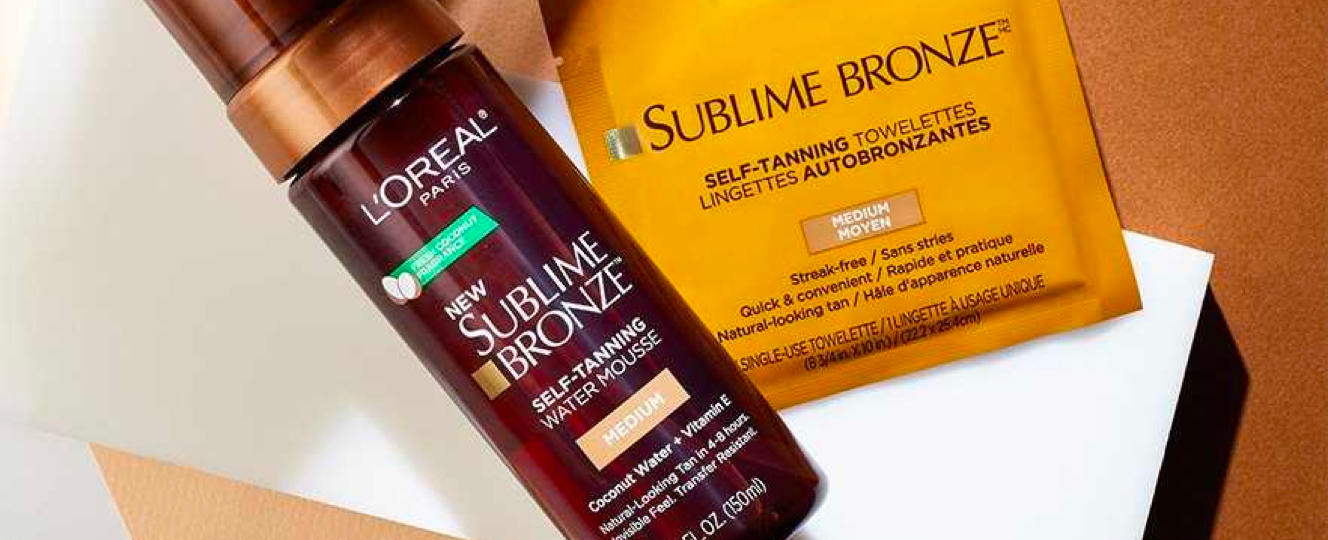 L'ORÉAL®
PARIS
FRESH COCONUT
FRAGRANCE
NEW
SUBLIME
BRONZE™
SELF-TANNING
WATER MOUSSE
MEDIUM
Coconut Water + Vitamin E
Natural-Looking Tan in 4-8 hours.
Invisible Feel. Transfer Resistant.
FL.OZ. (150ml)
SUBLIME BRONZE™ MC
SELF-TANNING TOWELETTES
LINGETTES AUTOBRONZANTES
MEDIUM
MOYEN
Streak-free / Sans stries
Quick & convenient / Rapide et pratique
Natural-looking tan / Hâle d'apparence naturelle
SINGLE-USE TOWELETTE / 1 LINGETTE À USAGE UNIQUE
(8 3/4 in. X 10 in.) / (22.2 x 25.4cm)